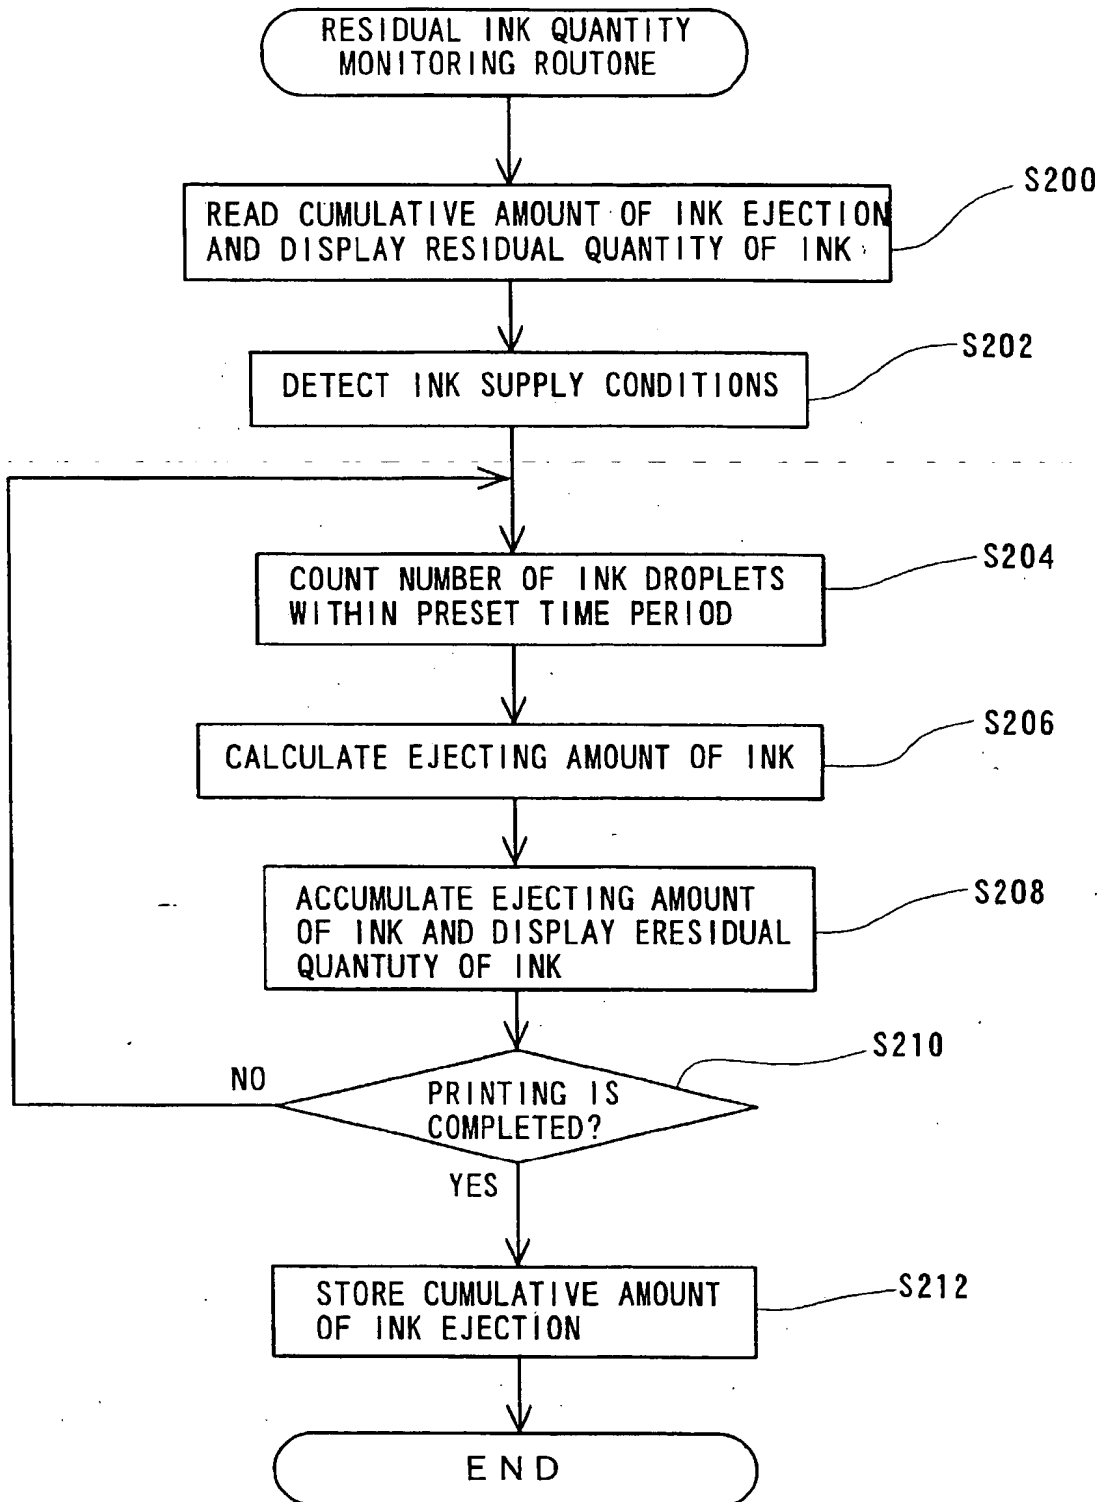 RESIDUAL INK QUANTITY
MONITORING ROUTONE
S200
READ CUMULATIVE AMOUNT OF INK EJECTION
AND DISPLAY RESIDUAL QUANTITY OF INK
S202
DETECT INK SUPPLY CONDITIONS
S204
COUNT NUMBER OF INK DROPLETS
WITHIN PRESET TIME PERIOD
S206
CALCULATE EJECTING AMOUNT OF INK
S208
ACCUMULATE EJECTING AMOUNT
OF INK AND DISPLAY ERESIDUAL
QUANTUTY OF INK
S210
NO
PRINTING IS
COMPLETED?
YES
S212
STORE CUMULATIVE AMOUNT
OF INK EJECTION
END